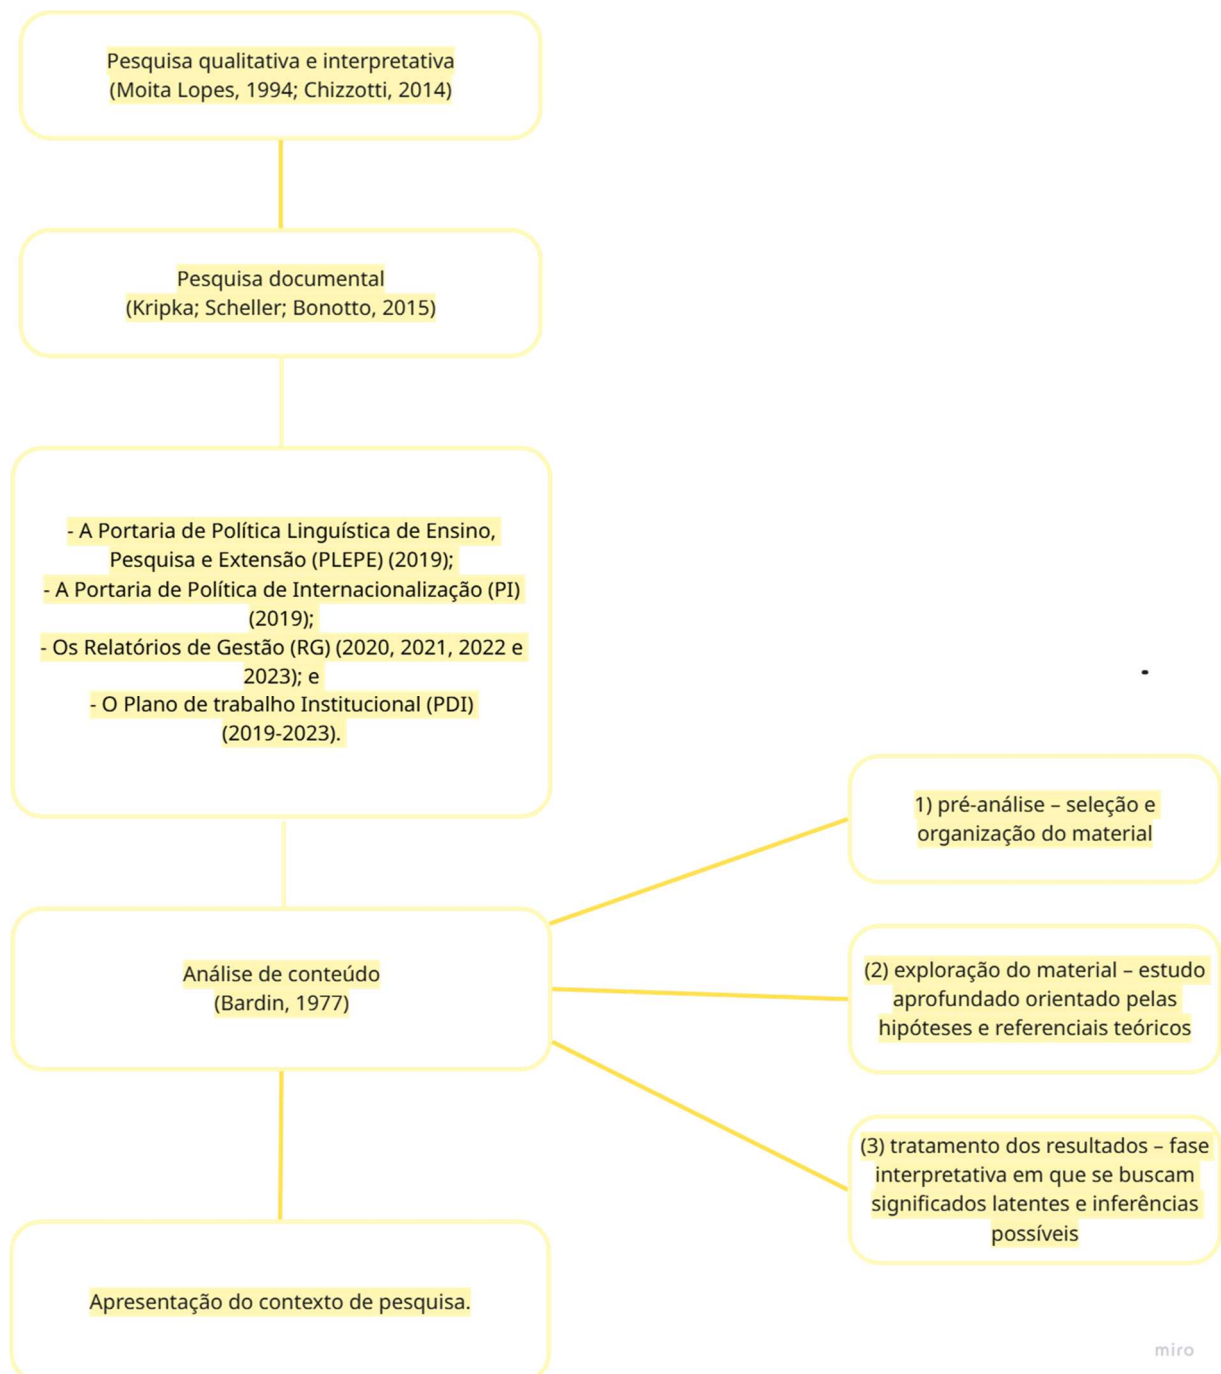 Pesquisa qualitativa e interpretativa
(Moita Lopes, 1994; Chizzotti, 2014)
Pesquisa documental
(Kripka; Scheller; Bonotto, 2015)
- A Portaria de Política Linguística de Ensino,
Pesquisa e Extensão (PLEPE) (2019);
- A Portaria de Política de Internacionalização (PI)
(2019);
- Os Relatórios de Gestão (RG) (2020, 2021, 2022 e
2023); e
- O Plano de trabalho Institucional (PDI)
(2019-2023).
Análise de conteúdo
(Bardin, 1977)
1) pré-análise – seleção e
organização do material
(2) exploração do material – estudo
aprofundado orientado pelas
hipóteses e referenciais teóricos
(3) tratamento dos resultados – fase
interpretativa em que se buscam
significados latentes e inferências
possíveis
Apresentação do contexto de pesquisa.
miro